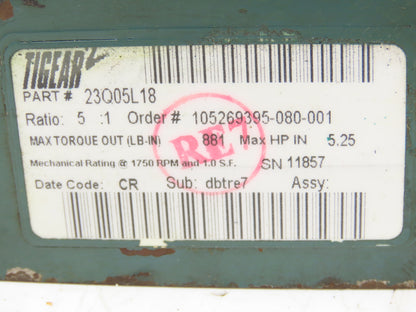 TIGEAR
PART # 23Q05L18
Ratio: 5 :1 Order # 105269395-080-001
MAX TORQUE OUT (LB-IN) 881 Max HP IN 5.25
Mechanical Rating @ 1750 RPM and 1.0 S.F. SN 11857
Date Code: CR Sub: dbtre7 Assy:
RE7